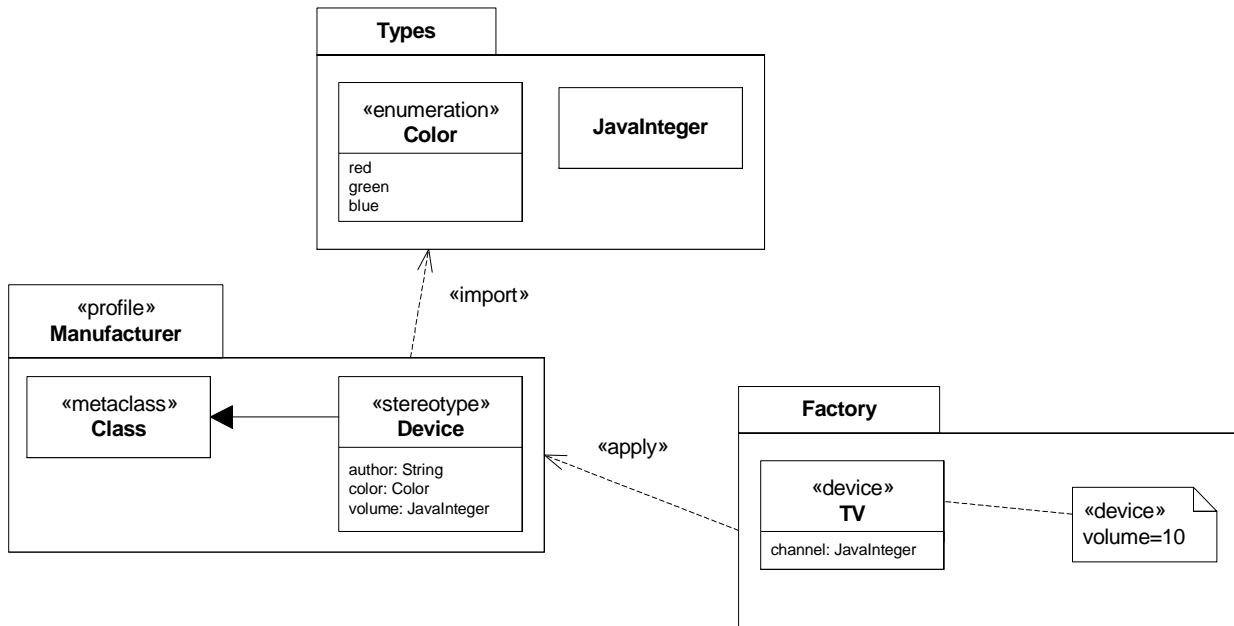 Types
«enumeration»
Color
red
green
blue
JavaInteger
«import»
«profile»
Manufacturer
«metaclass»
Class
«stereotype»
Device
author: String
color: Color
volume: JavaInteger
«apply»
Factory
«device»
TV
channel: JavaInteger
«device»
volume=10